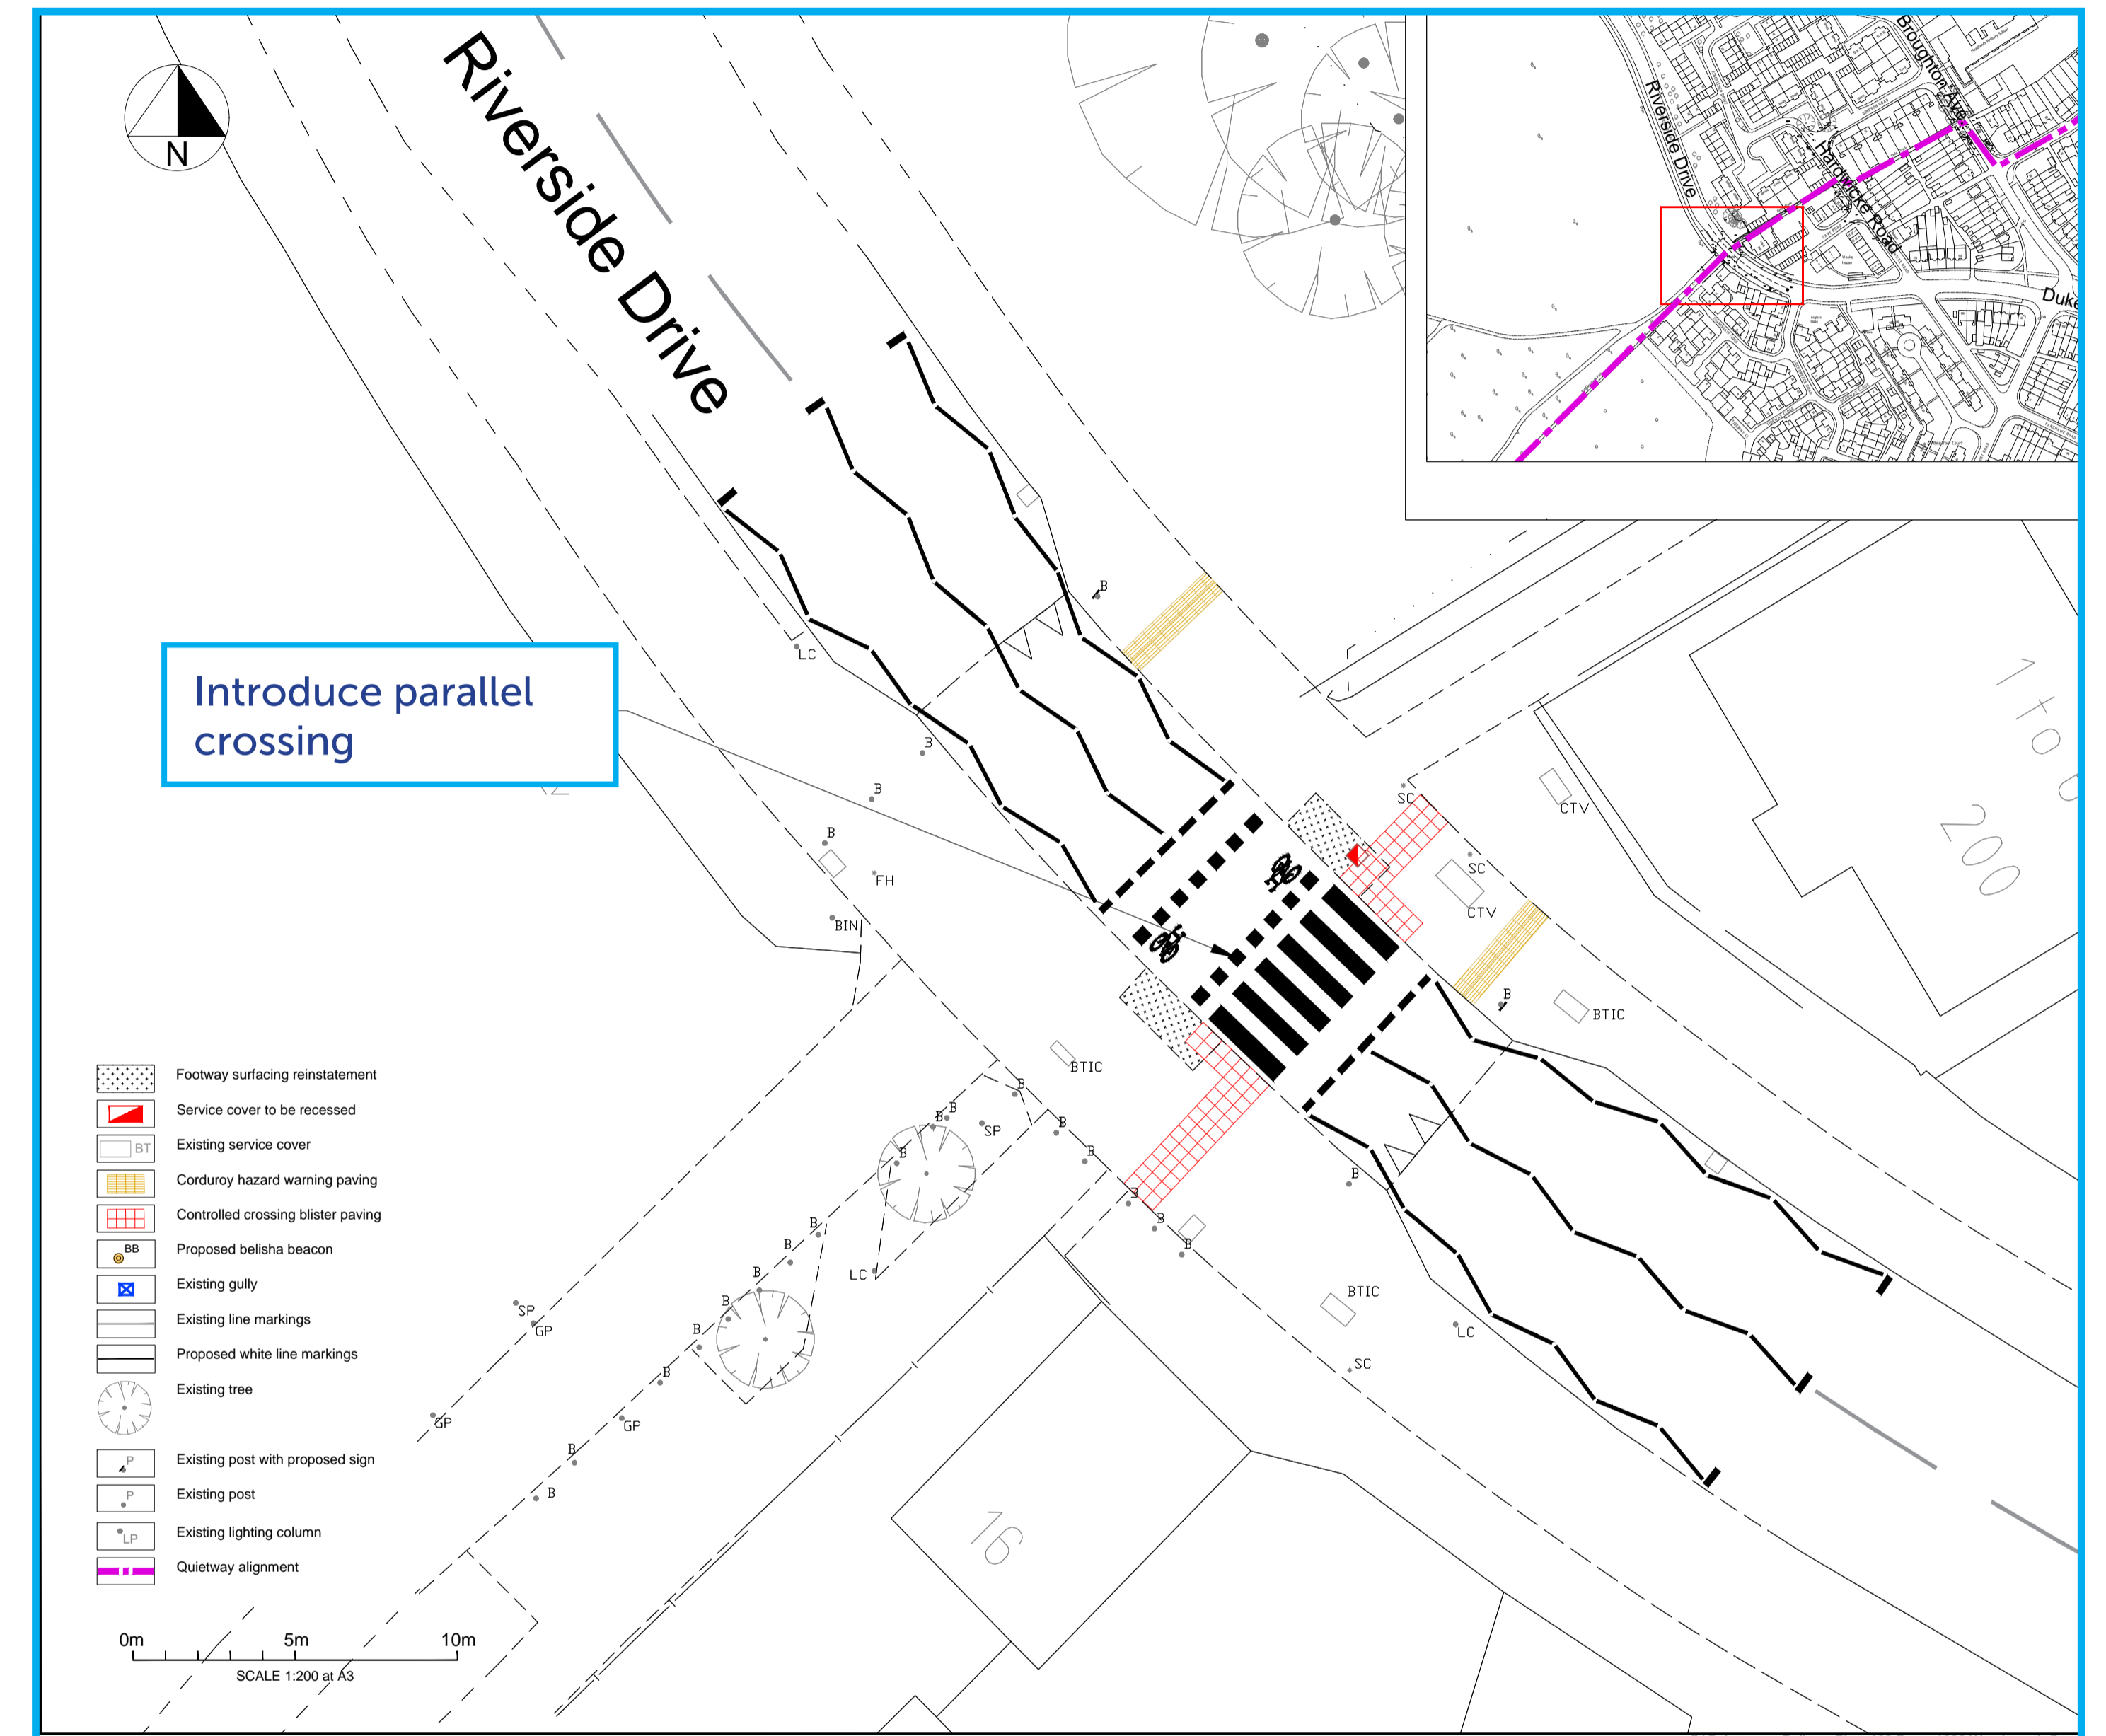 Riverside Drive
N
Introduce parallel
crossing
Broughton Ave
Riverside Drive
Hardwicke Road
Duke
B
LC
B
B
B
FH
BIN
SC
CTV
SC
CTV
B
BTIC
1 to 9
200
BTIC
B
B
B
SP
B
B
B
B
B
B
B
B
B
B
B
LC
BTIC
LC
SC
SP
GP
B
GP
GP
B
B
16
Footway surfacing reinstatement
Service cover to be recessed
BT Existing service cover
Corduroy hazard warning paving
Controlled crossing blister paving
BB Proposed belisha beacon
Existing gully
Existing line markings
Proposed white line markings
Existing tree
P Existing post with proposed sign
P Existing post
LP Existing lighting column
Quietway alignment
0m 5m 10m
SCALE 1:200 at A3